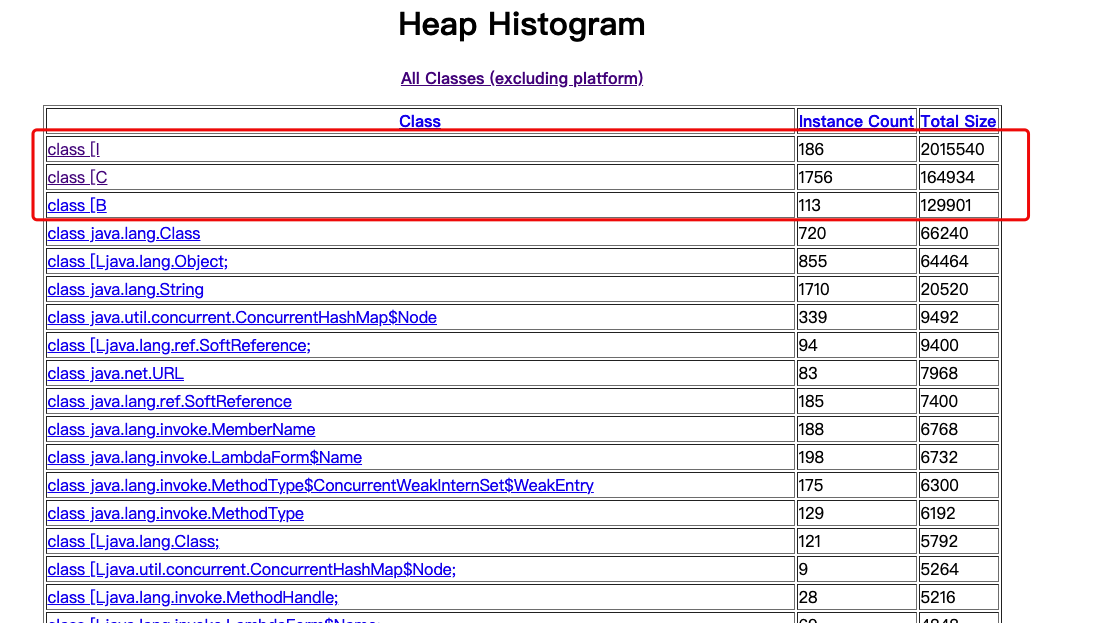 Heap Histogram
All Classes (excluding platform)
Class Instance Count Total Size
class [I 186 2015540
class [C 1756 164934
class [B 113 129901
class java.lang.Class 720 66240
class [Ljava.lang.Object; 855 64464
class java.lang.String 1710 20520
class java.util.concurrent.ConcurrentHashMap$Node 339 9492
class [Ljava.lang.ref.SoftReference; 94 9400
class java.net.URL 83 7968
class java.lang.ref.SoftReference 185 7400
class java.lang.invoke.MemberName 188 6768
class java.lang.invoke.LambdaForm$Name 198 6732
class java.lang.invoke.MethodType$ConcurrentWeakInternSet$WeakEntry 175 6300
class java.lang.invoke.MethodType 129 6192
class [Ljava.lang.Class; 121 5792
class [Ljava.util.concurrent.ConcurrentHashMap$Node; 9 5264
class [Ljava.lang.invoke.MethodHandle; 28 5216
class [Ljava.lang.invoke.LambdaForm$Name;